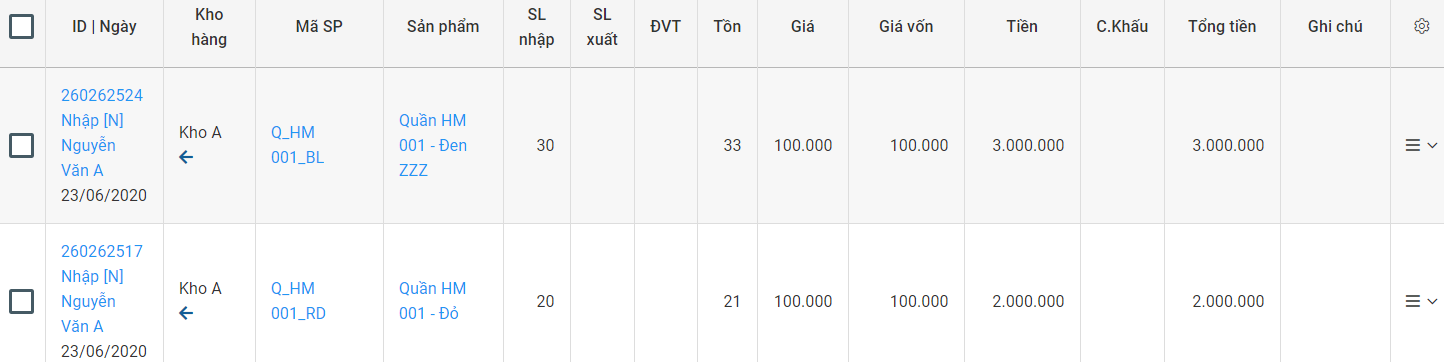 ID | Ngày
Kho
hàng
Mã SP
Sản phẩm
SL
nhập
SL
xuất
ĐVT
Tồn
Giá
Giá vốn
Tiền
C.Khấu
Tổng tiền
Ghi chú
260262524
Nhập [N]
Nguyễn
Văn A
23/06/2020
Kho A
Q_HM
001_BL
Quần HM
001 - Đen
ZZZ
30
33
100.000
100.000
3.000.000
3.000.000
260262517
Nhập [N]
Nguyễn
Văn A
23/06/2020
Kho A
Q_HM
001_RD
Quần HM
001 - Đỏ
20
21
100.000
100.000
2.000.000
2.000.000